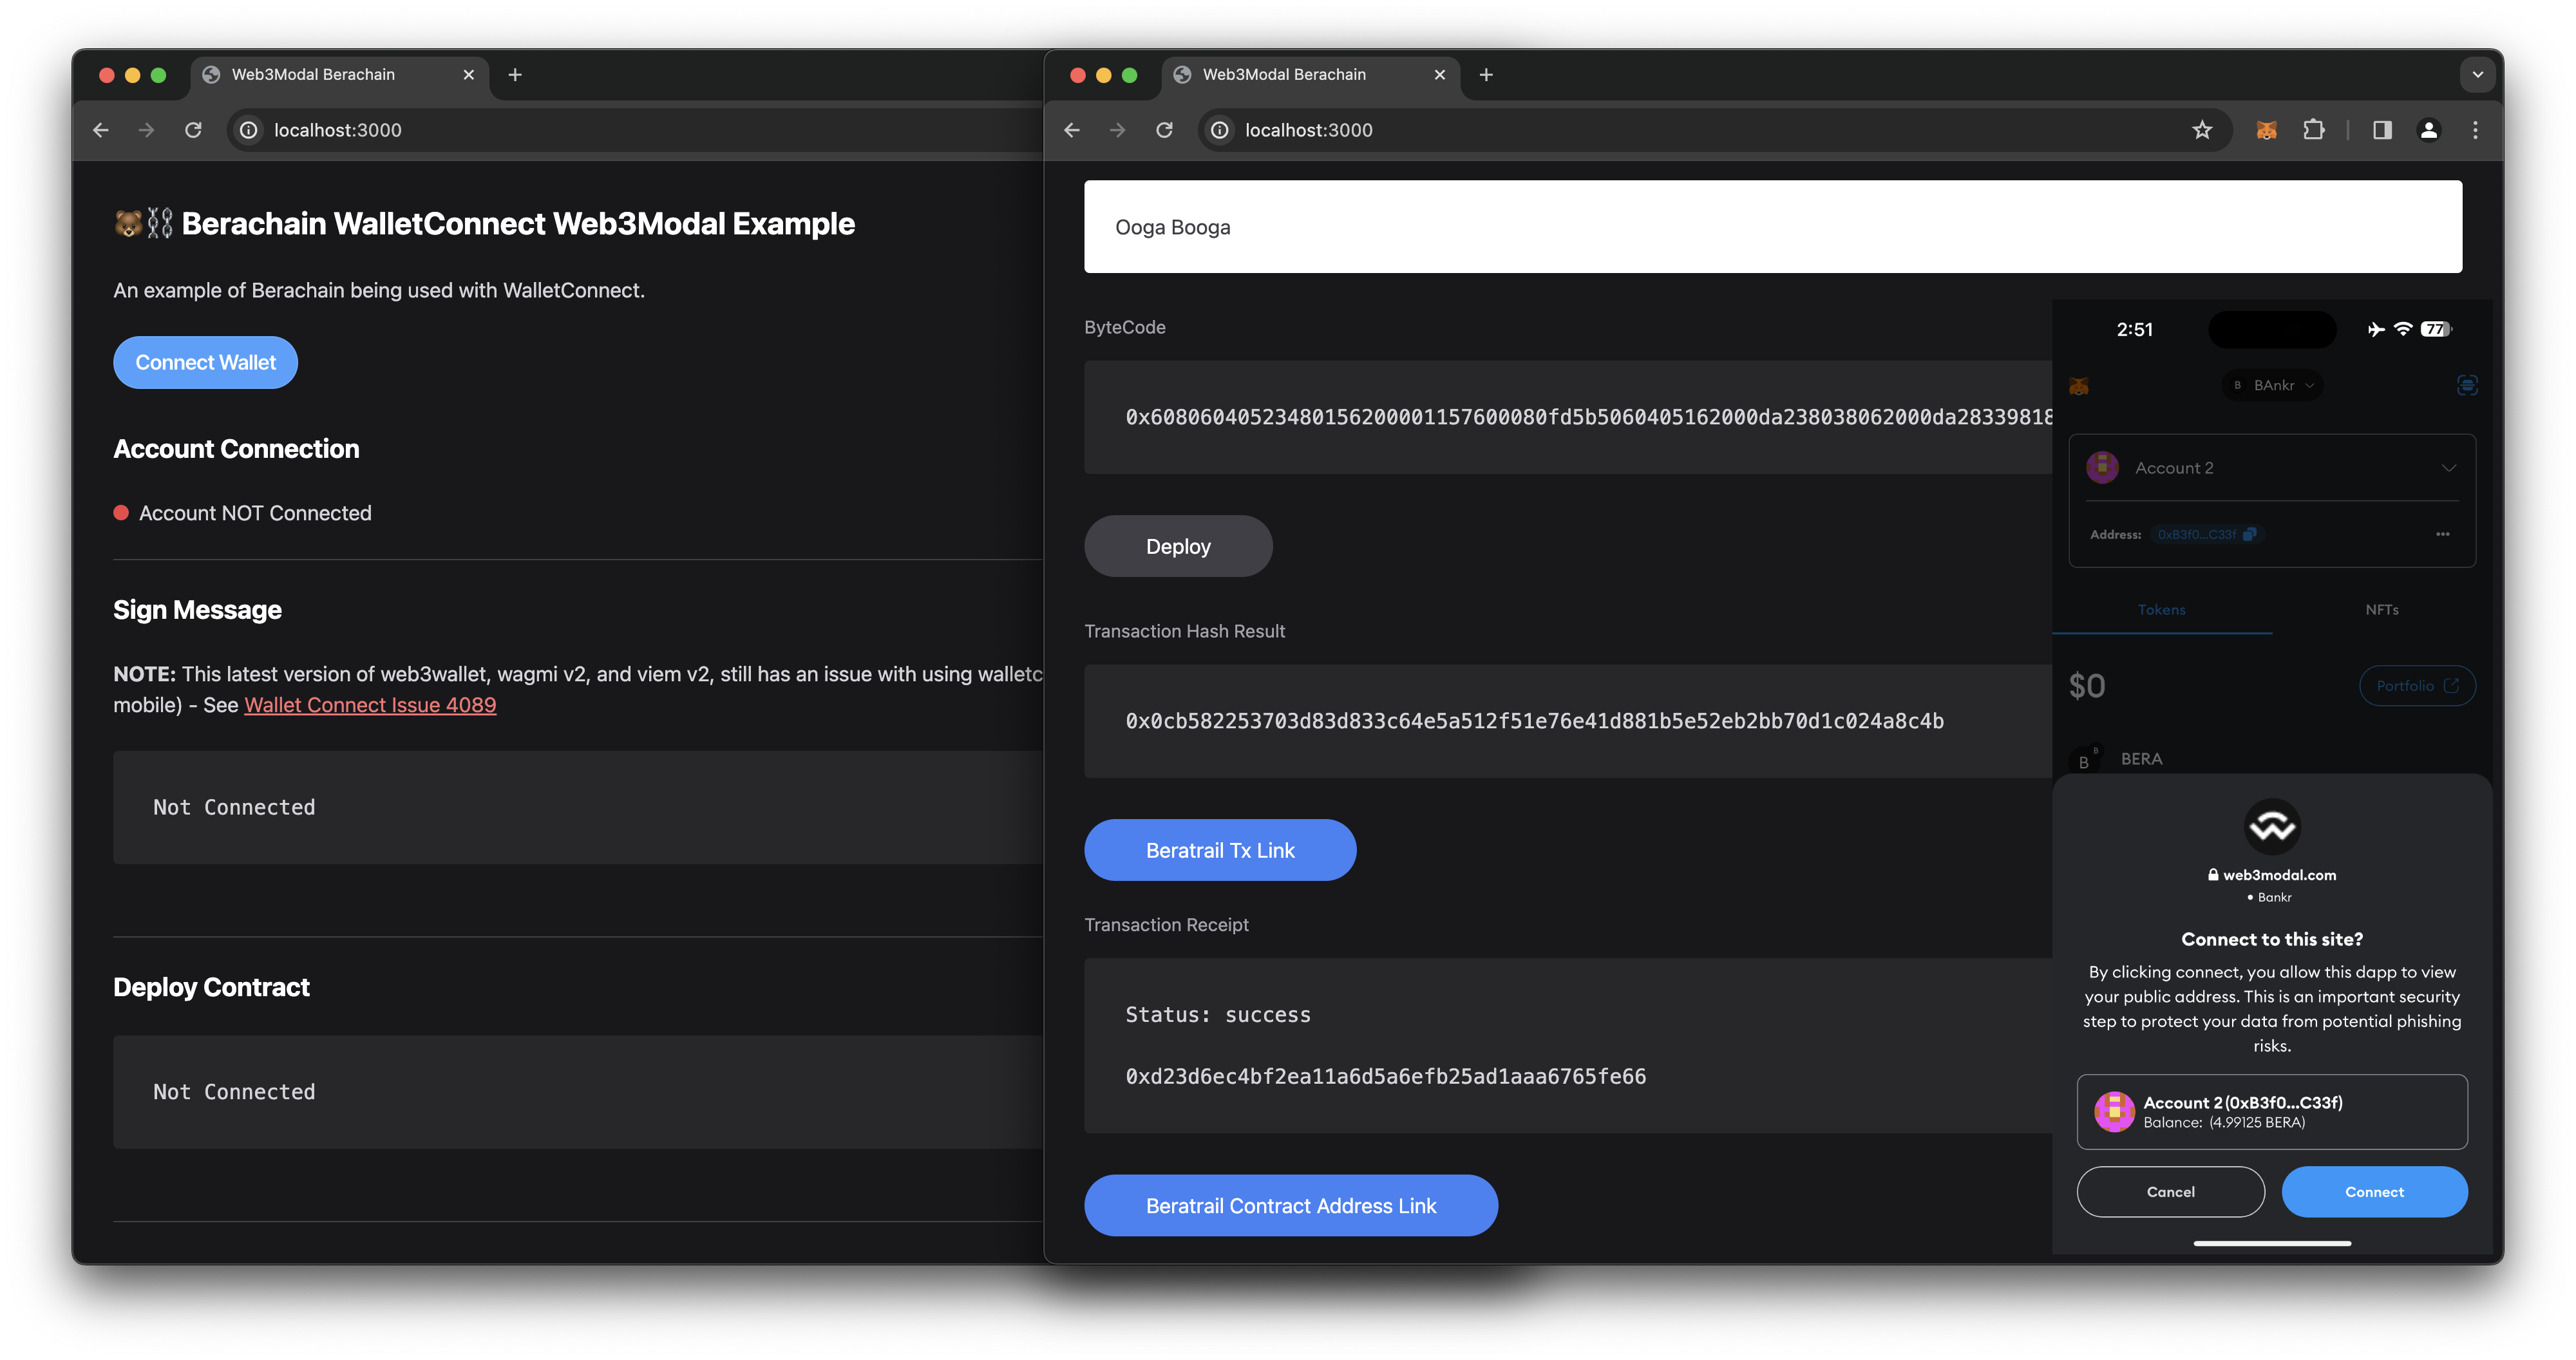 Web3Modal Berachain
localhost:3000
🐻⛓️ Berachain WalletConnect Web3Modal Example
An example of Berachain being used with WalletConnect.
Connect Wallet
Account Connection
Account NOT Connected
Sign Message
NOTE: This latest version of web3wallet, wagmi v2, and viem v2, still has an issue with using walletc
mobile) - See Wallet Connect Issue 4089
Not Connected
Deploy Contract
Not Connected
Web3Modal Berachain
localhost:3000
Ooga Booga
ByteCode
0x608060405234801562000001157600080fd5b5060405162000da238038062000da28339818
Deploy
Transaction Hash Result
0x0cb582253703d83d833c64e5a512f51e76e41d881b5e52eb2bb70d1c024a8c4b
Beratrail Tx Link
Transaction Receipt
Status: success
0xd23d6ec4bf2ea11a6d5a6efb25ad1aaa6765fe66
Beratrail Contract Address Link
2:51
77
B BAnkr
Account 2
Address: 0xB3f0...C33f
Tokens NFTs
$0
Portfolio
B
B BERA
web3modal.com
• Bankr
Connect to this site?
By clicking connect, you allow this dapp to view
your public address. This is an important security
step to protect your data from potential phishing
risks.
Account 2 (0xB3f0...C33f)
Balance: (4.99125 BERA)
Cancel Connect